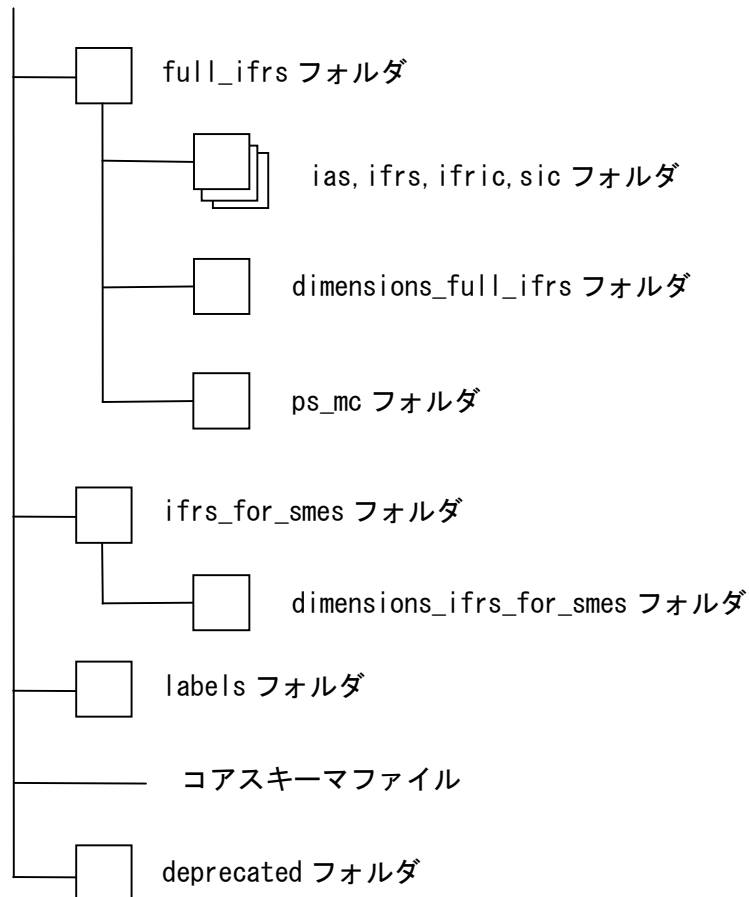 full_ifrs フォルダ
ias,ifrs,ifric,sic フォルダ
dimensions_full_ifrs フォルダ
ps_mc フォルダ
ifrs_for_smes フォルダ
dimensions_ifrs_for_smes フォルダ
labels フォルダ
コアスキーマファイル
deprecated フォルダ